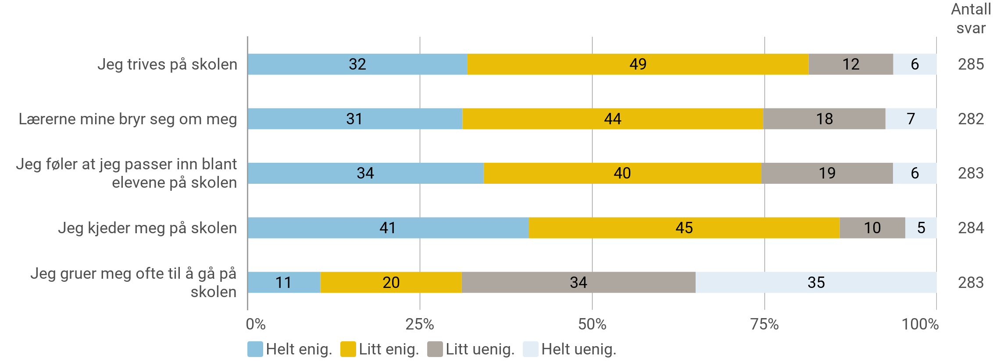 Antall
svar
Jeg trives på skolen 32 49 12 6 285
Lærerne mine bryr seg om meg 31 44 18 7 282
Jeg føler at jeg passer inn blant
elevene på skolen 34 40 19 6 283
Jeg kjeder meg på skolen 41 45 10 5 284
Jeg gruer meg ofte til å gå på
skolen 11 20 34 35 283
0% 25% 50% 75% 100%
Helt enig. Litt enig. Litt uenig. Helt uenig.